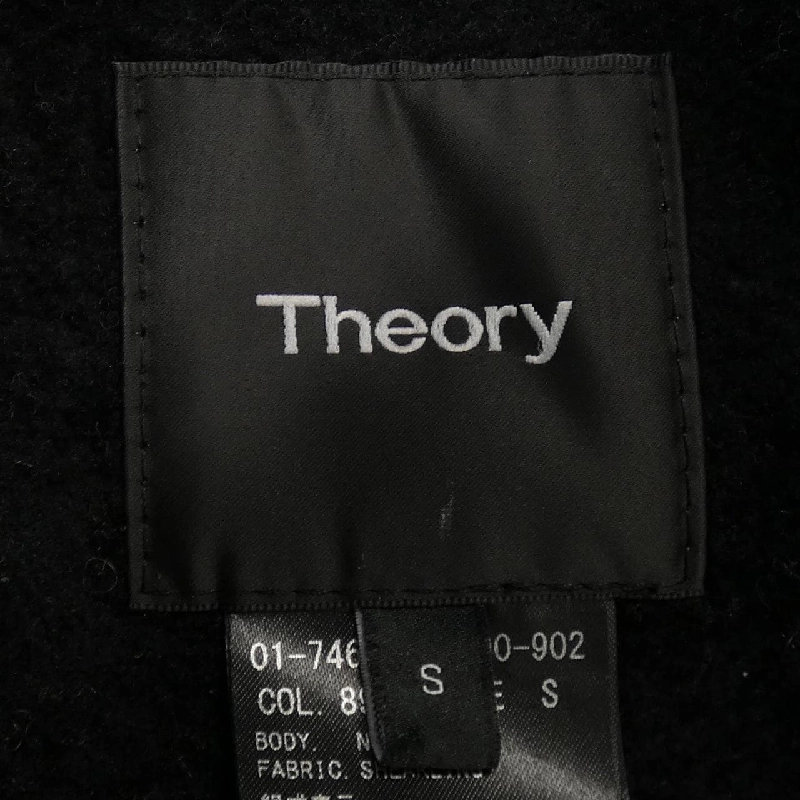 Theory
S
01-746 0-902
COL. 8 S
BODY.
FABRIC.